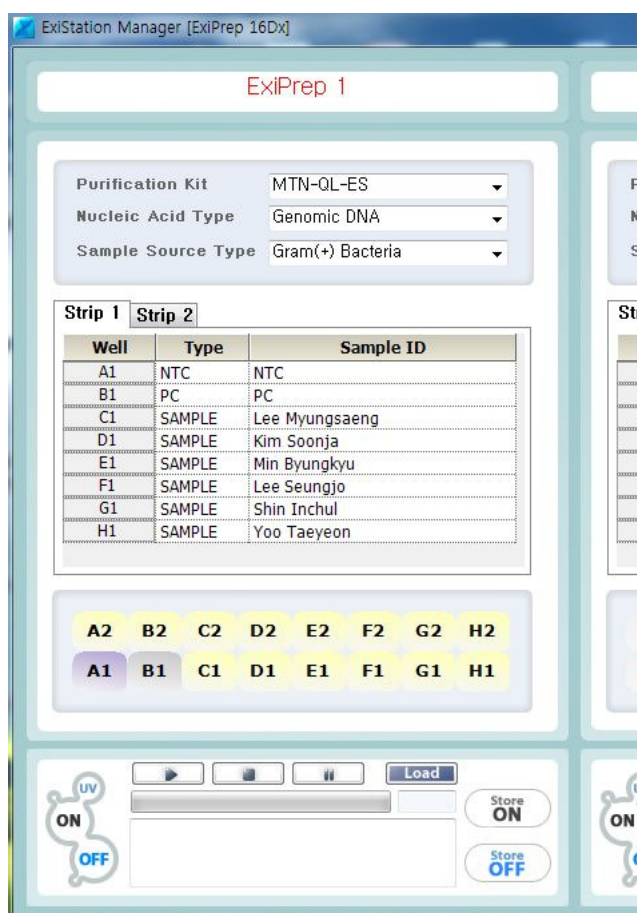 ExiStation Manager [ExiPrep 16Dx]
ExiPrep 1
Purification Kit MTN-QL-ES
Nucleic Acid Type Genomic DNA
Sample Source Type Gram(+) Bacteria
Strip 1 Strip 2
Well Type Sample ID
A1 NTC NTC
B1 PC PC
C1 SAMPLE Lee Myungsaeng
D1 SAMPLE Kim Soonja
E1 SAMPLE Min Byungkyu
F1 SAMPLE Lee Seungjo
G1 SAMPLE Shin Inchul
H1 SAMPLE Yoo Taeyeon
A2 B2 C2 D2 E2 F2 G2 H2
A1 B1 C1 D1 E1 F1 G1 H1
Load
UV
ON
OFF
Store
ON
Store
OFF
ON